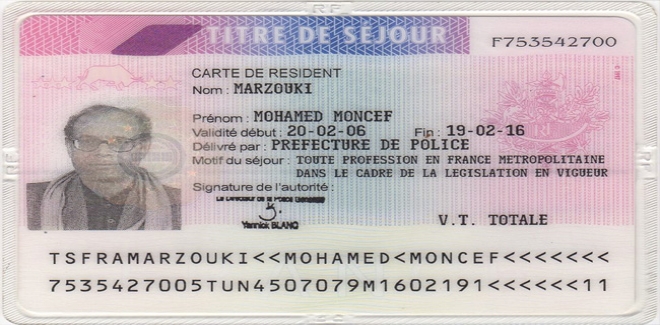 TITRE DE SÉJOUR
F753542700
CARTE DE RESIDENT
Nom : MARZOUKI
Prénom : MOHAMED MONCEF
Validité début : 20-02-06 Fin : 19-02-16
Délivré par : PREFECTURE DE POLICE
Motif du séjour : TOUTE PROFESSION EN FRANCE METROPOLITAINE
DANS LE CADRE DE LA LEGISLATION EN VIGUEUR
Signature de l'autorité :
Le Directeur de la Police Générale
Yannick BLANC
V.T. TOTALE
TSFRAMARZOUKI<<MOHAMED<MONCEF<<<<<<<
7535427005TUN4507079M1602191<<<<<<11